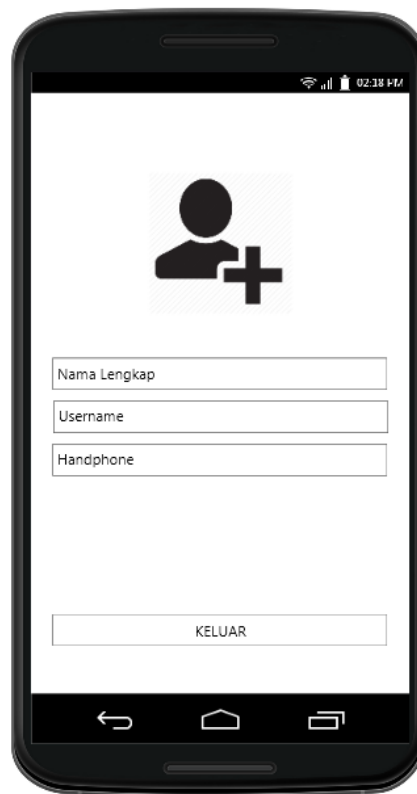 02:18 PM
Nama Lengkap
Username
Handphone
KELUAR